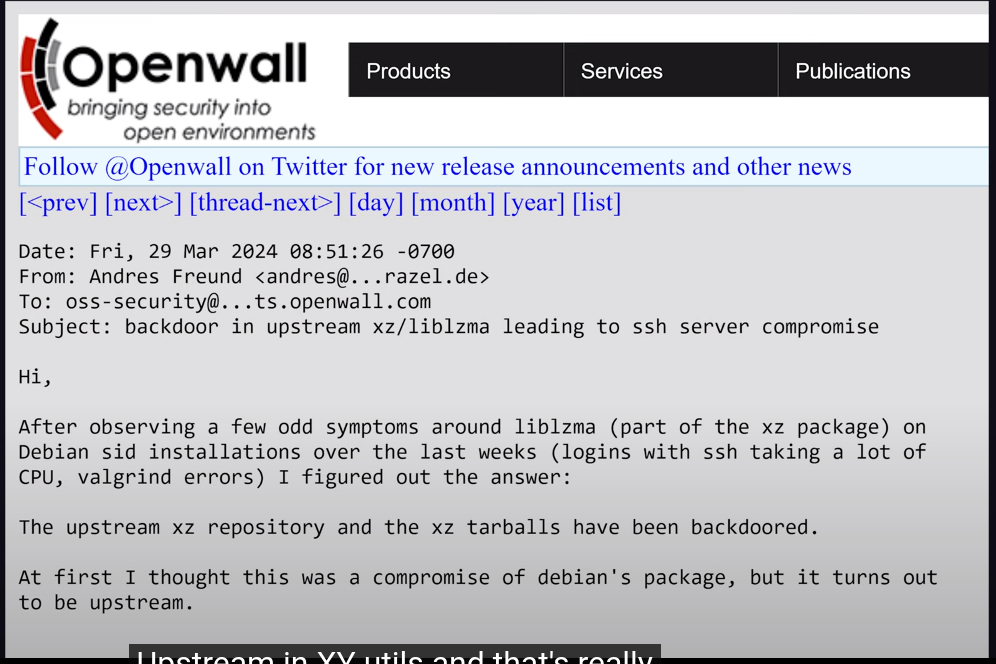 Openwall
bringing security into
open environments
Products
Services
Publications
Follow @Openwall on Twitter for new release announcements and other news
[<prev] [next>] [thread-next>] [day] [month] [year] [list]
Date: Fri, 29 Mar 2024 08:51:26 -0700
From: Andres Freund <andres@...razel.de>
To: oss-security@...ts.openwall.com
Subject: backdoor in upstream xz/liblzma leading to ssh server compromise
Hi,
After observing a few odd symptoms around liblzma (part of the xz package) on
Debian sid installations over the last weeks (logins with ssh taking a lot of
CPU, valgrind errors) I figured out the answer:
The upstream xz repository and the xz tarballs have been backdoored.
At first I thought this was a compromise of debian's package, but it turns out
to be upstream.
Upstream in XY utils and that's really